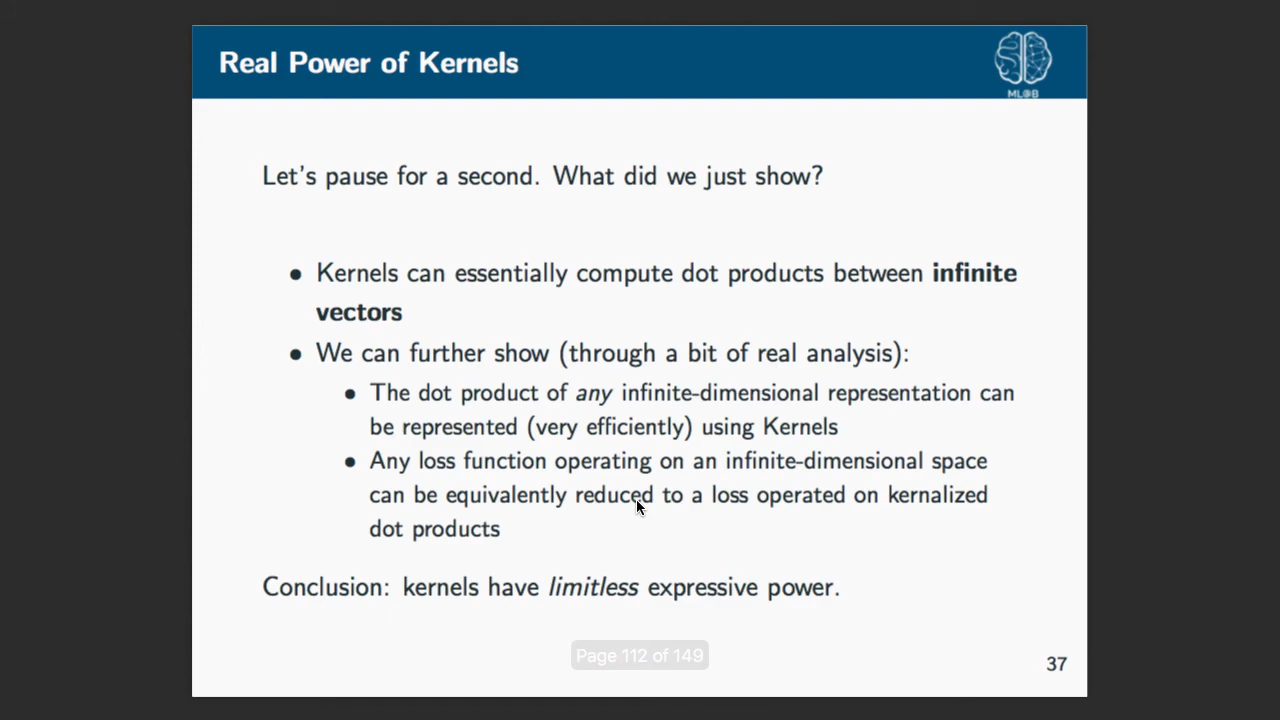 Real Power of Kernels
ML@B
Let's pause for a second. What did we just show?
• Kernels can essentially compute dot products between infinite
vectors
• We can further show (through a bit of real analysis):
• The dot product of any infinite-dimensional representation can
be represented (very efficiently) using Kernels
• Any loss function operating on an infinite-dimensional space
can be equivalently reduced to a loss operated on kernalized
dot products
Conclusion: kernels have limitless expressive power.
Page 112 of 149
37